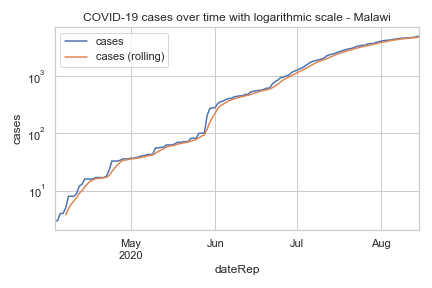 COVID-19 cases over time with logarithmic scale - Malawi
cases
cases (rolling)
10³
10²
10¹
cases
May
2020
Jun
Jul
Aug
dateRep